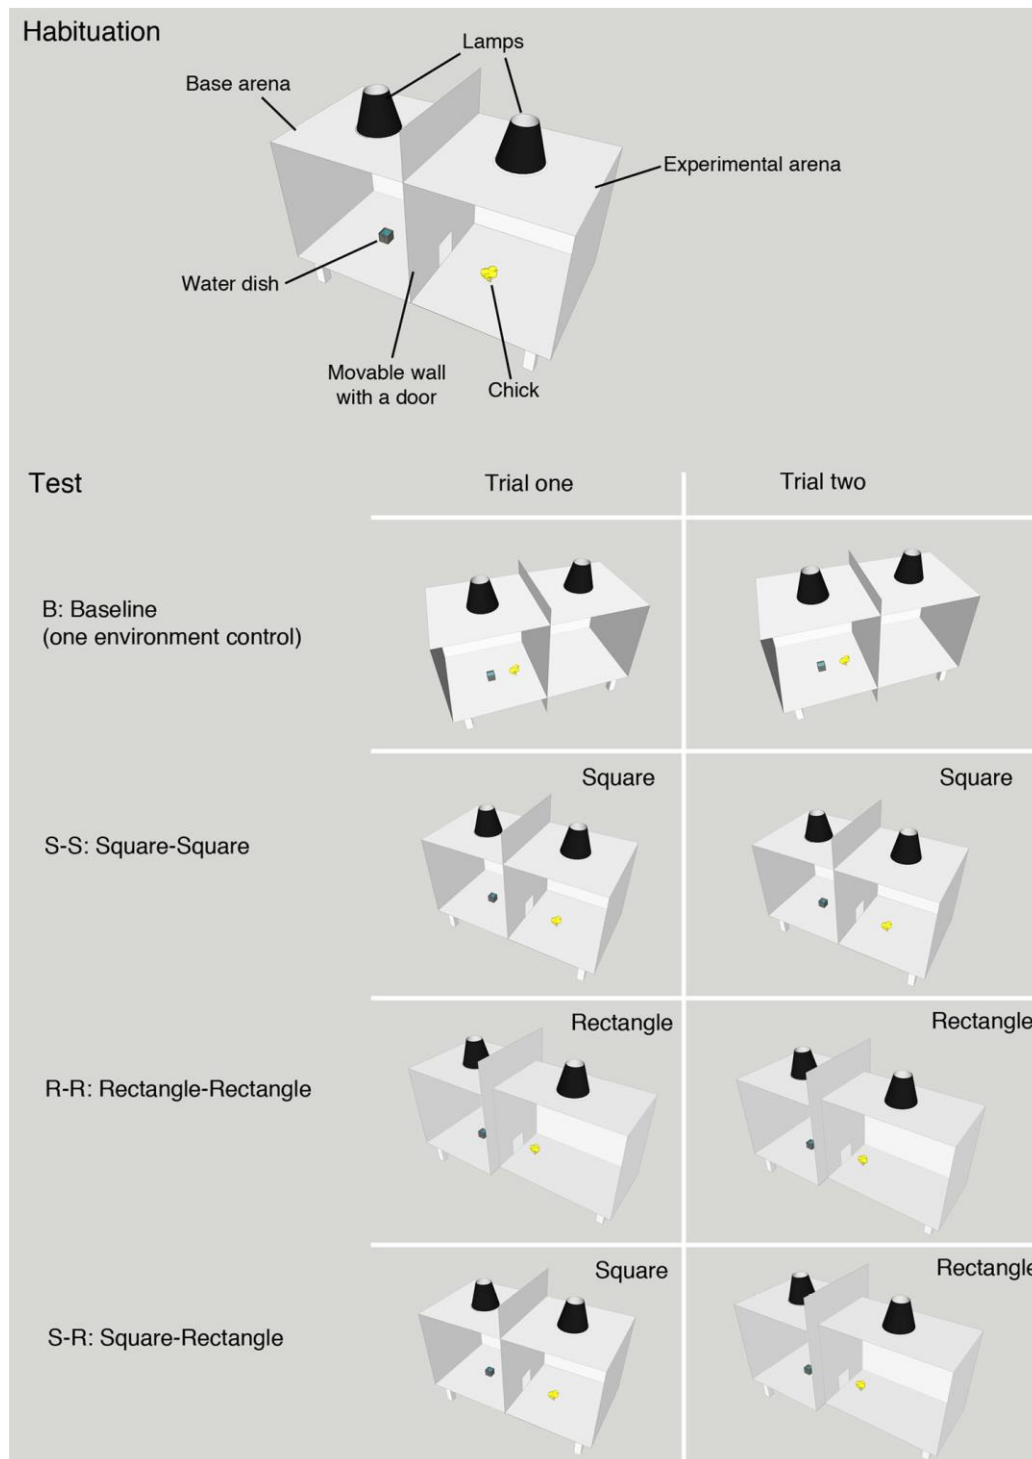 Habituation
Lamps
Base arena
Experimental arena
Water dish
Movable wall
with a door
Chick
Test
Trial one
Trial two
B: Baseline
(one environment control)
Square
Square
S-S: Square-Square
Rectangle
Rectangle
R-R: Rectangle-Rectangle
Square
Rectangle
S-R: Square-Rectangle